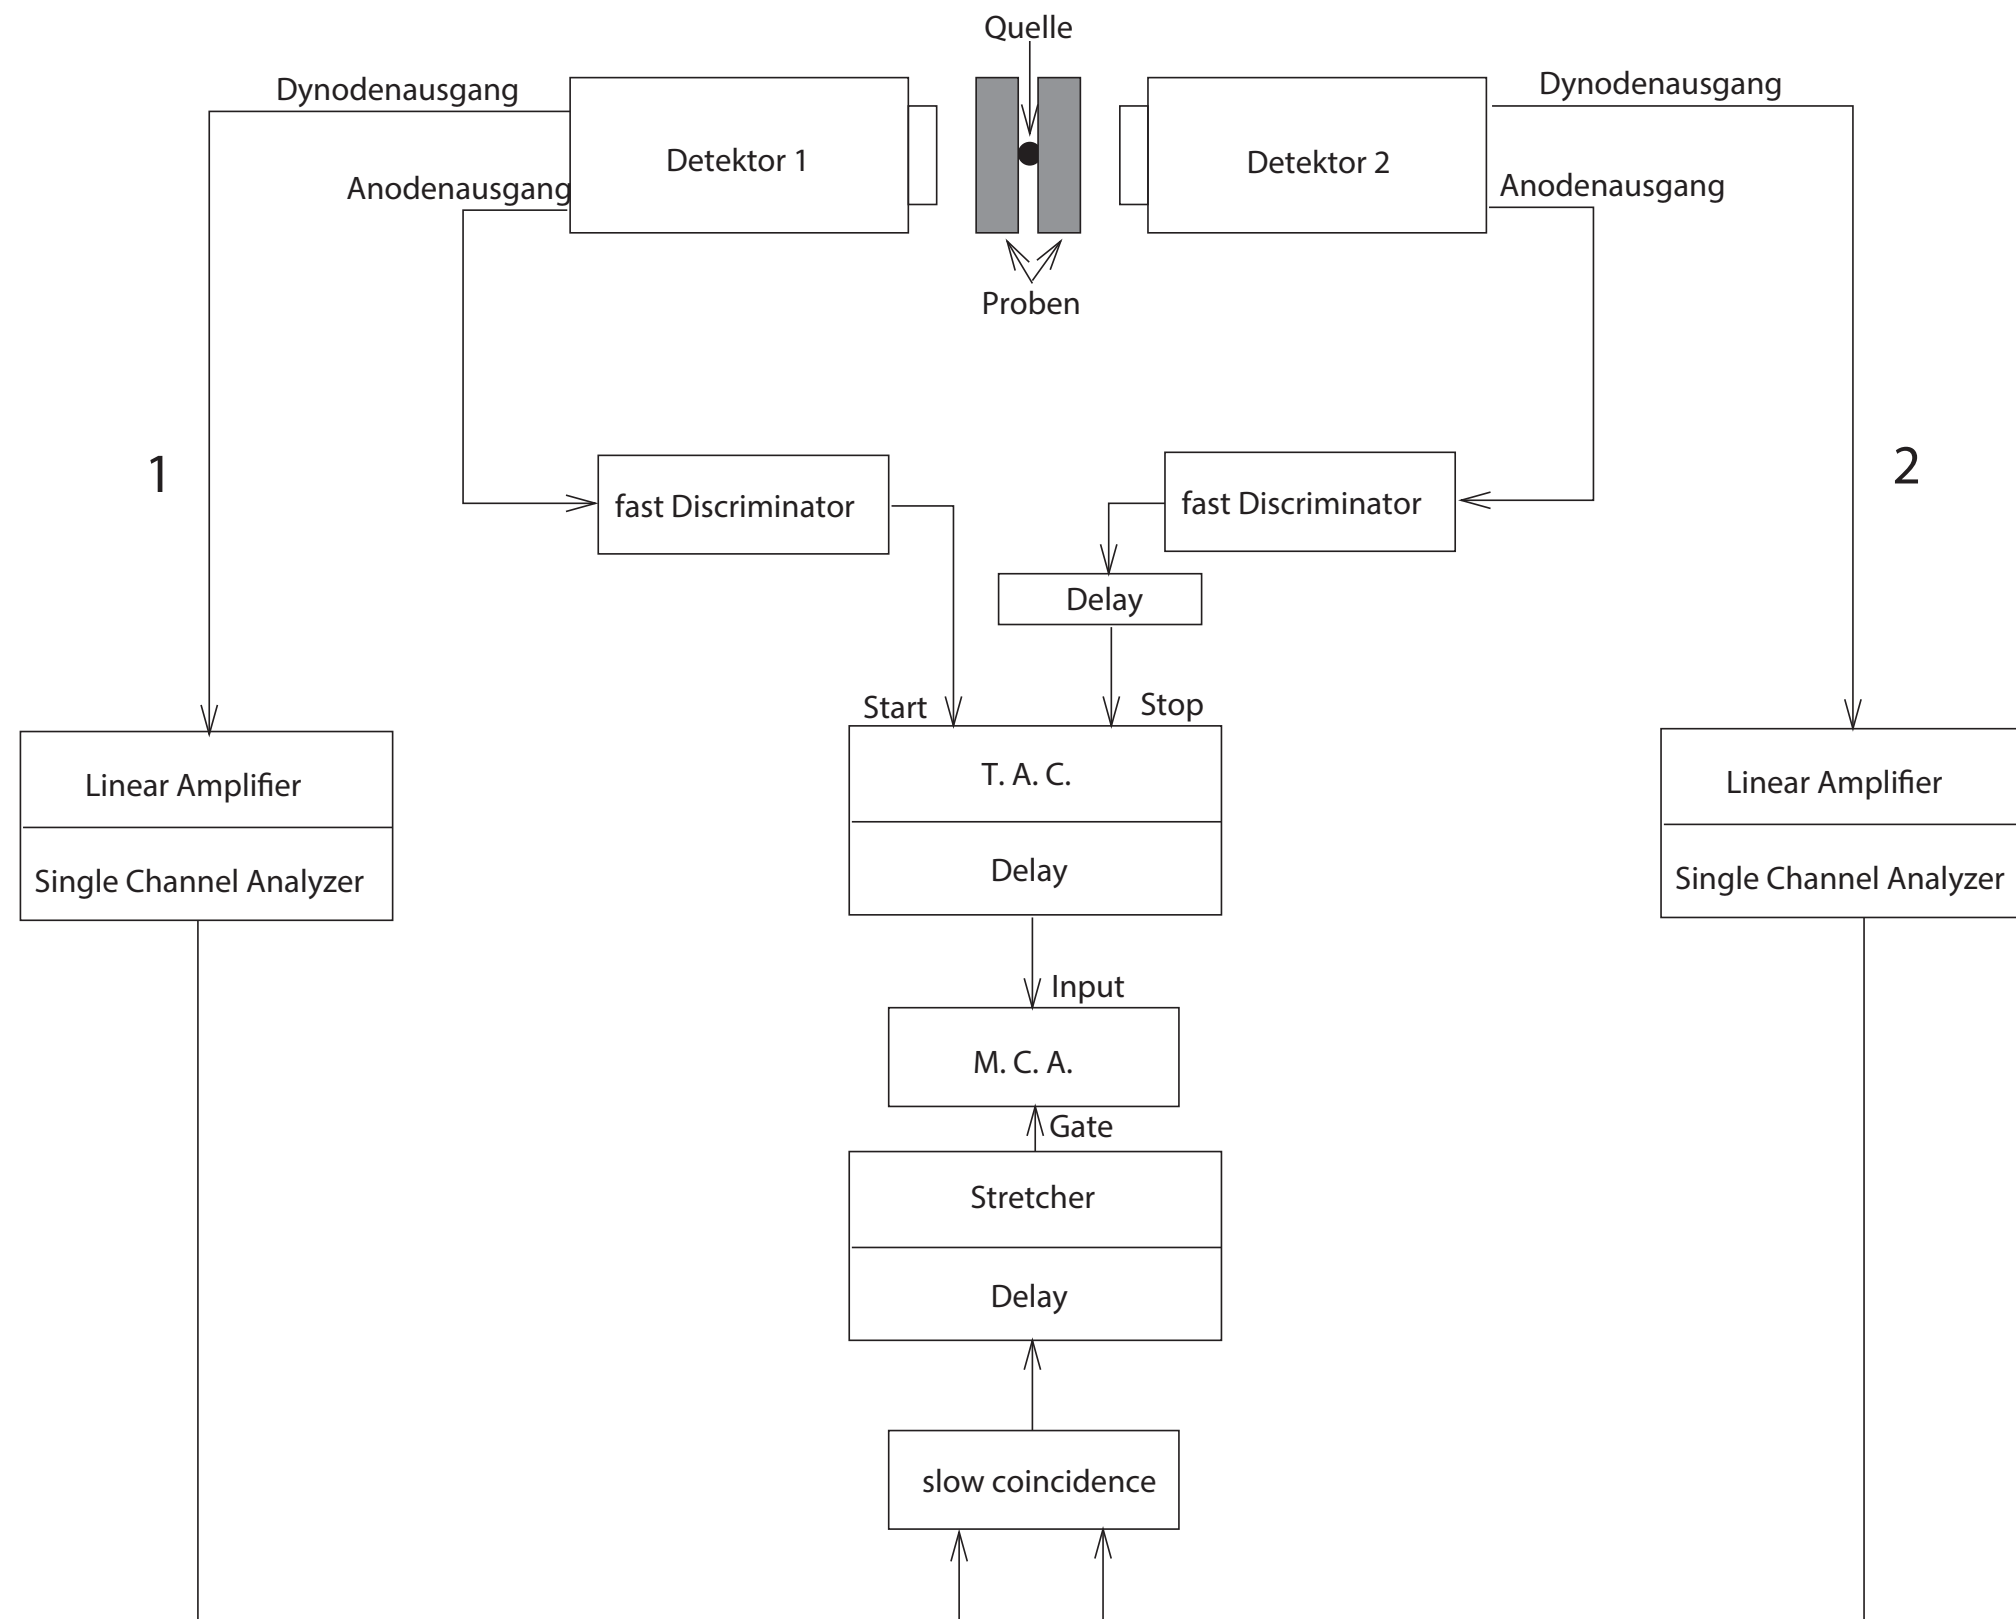 Quelle
Dynodenausgang
Dynodenausgang
Detektor 1
Detektor 2
Anodenausgang
Anodenausgang
Proben
1
2
fast Discriminator
fast Discriminator
Delay
Start
Stop
Linear Amplifier
T. A. C.
Linear Amplifier
Single Channel Analyzer
Delay
Single Channel Analyzer
Input
M. C. A.
Gate
Stretcher
Delay
slow coincidence